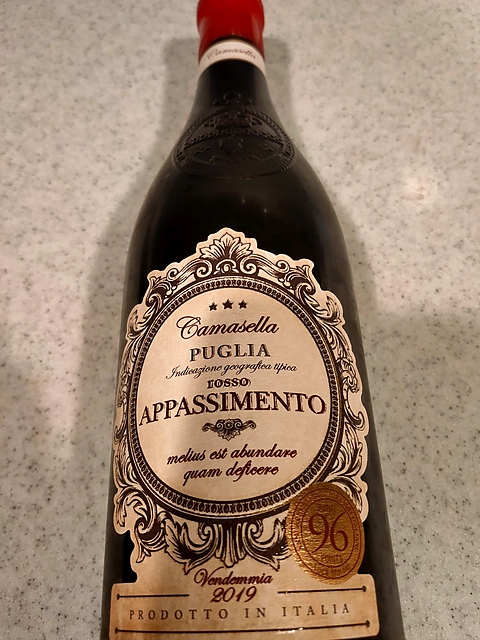 Camasella
Camasella
PUGLIA
Indicazione geografica tipica
rosso
APPASSIMENTO
melius est abundare
quam deficere
96
Vendemmia
2019
PRODOTTO IN ITALIA